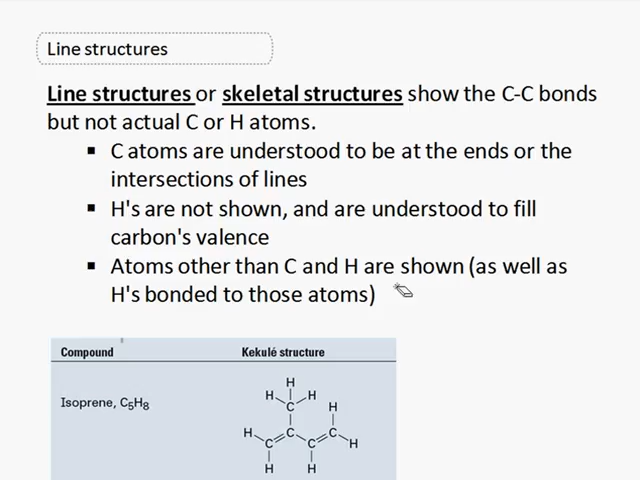 Line structures
Line structures or skeletal structures show the C-C bonds
but not actual C or H atoms.
▪ C atoms are understood to be at the ends or the
intersections of lines
▪ H's are not shown, and are understood to fill
carbon's valence
▪ Atoms other than C and H are shown (as well as
H's bonded to those atoms)
Compound Kekulé structure
Isoprene, C₅H₈
H
H H
C H
H C C
C C H
H H